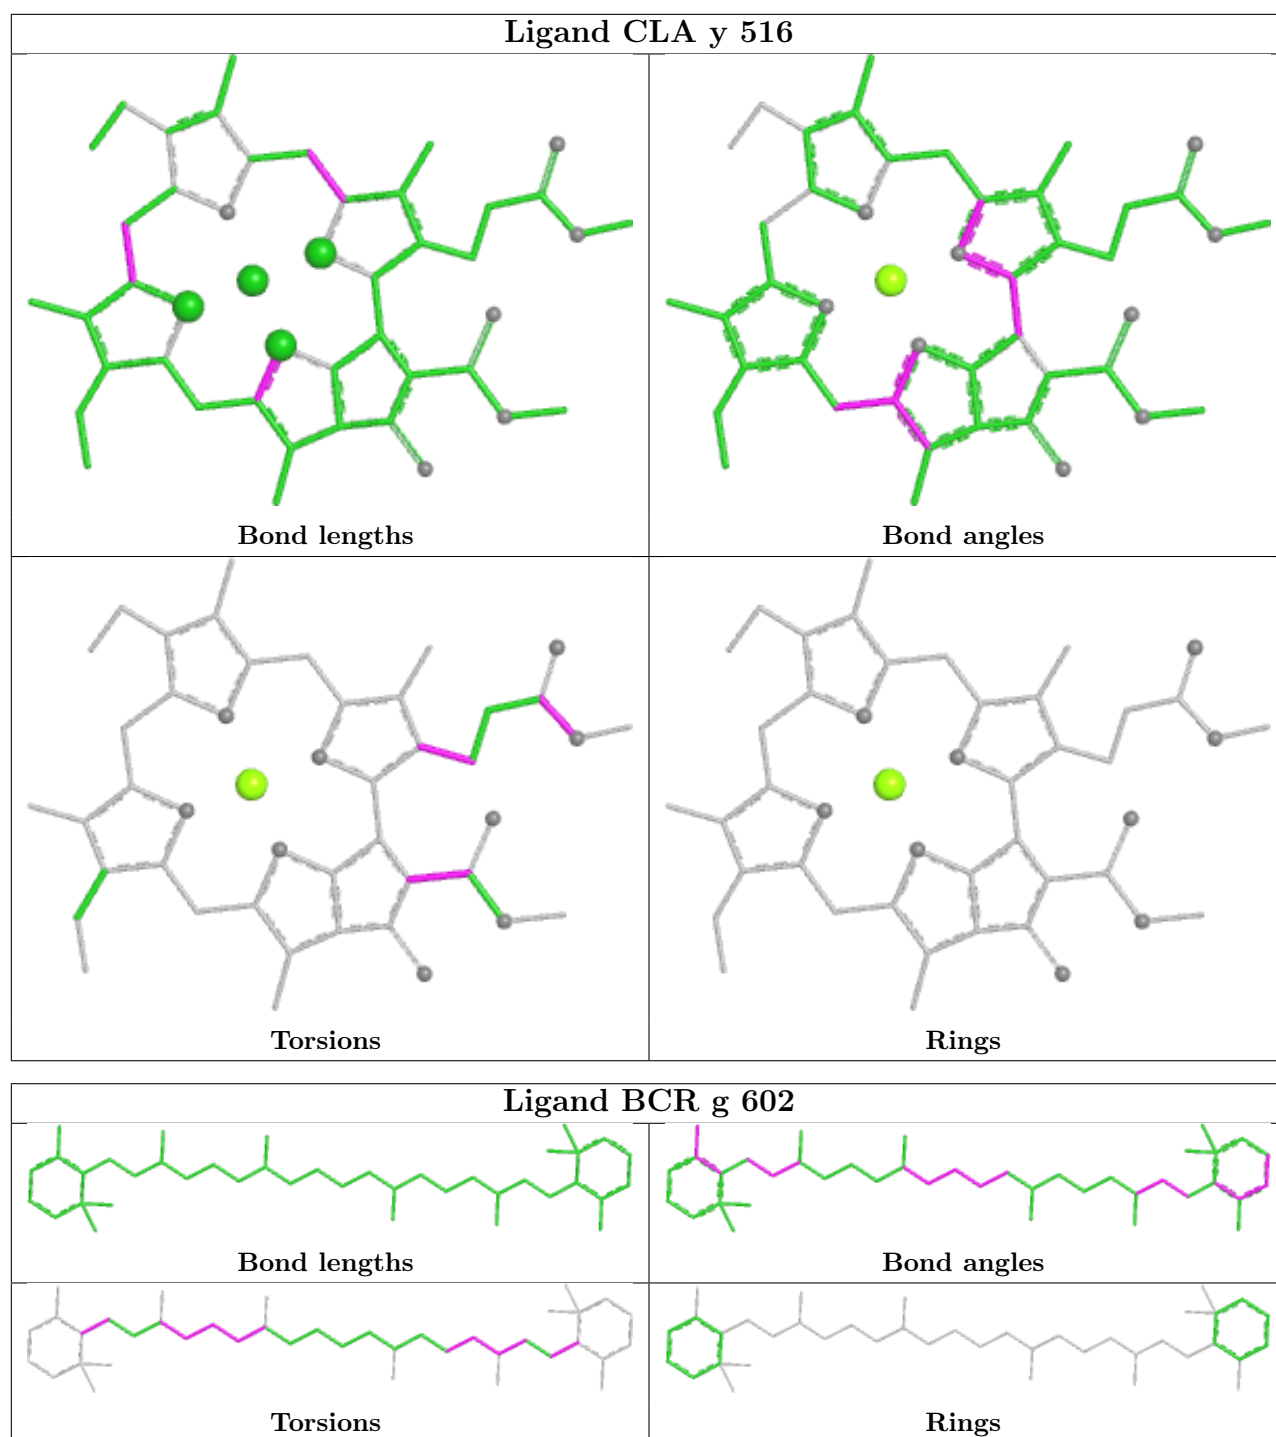 Ligand CLA y 516
Bond lengths
Bond angles
Torsions
Rings
Ligand BCR g 602
Bond lengths
Bond angles
Torsions
Rings